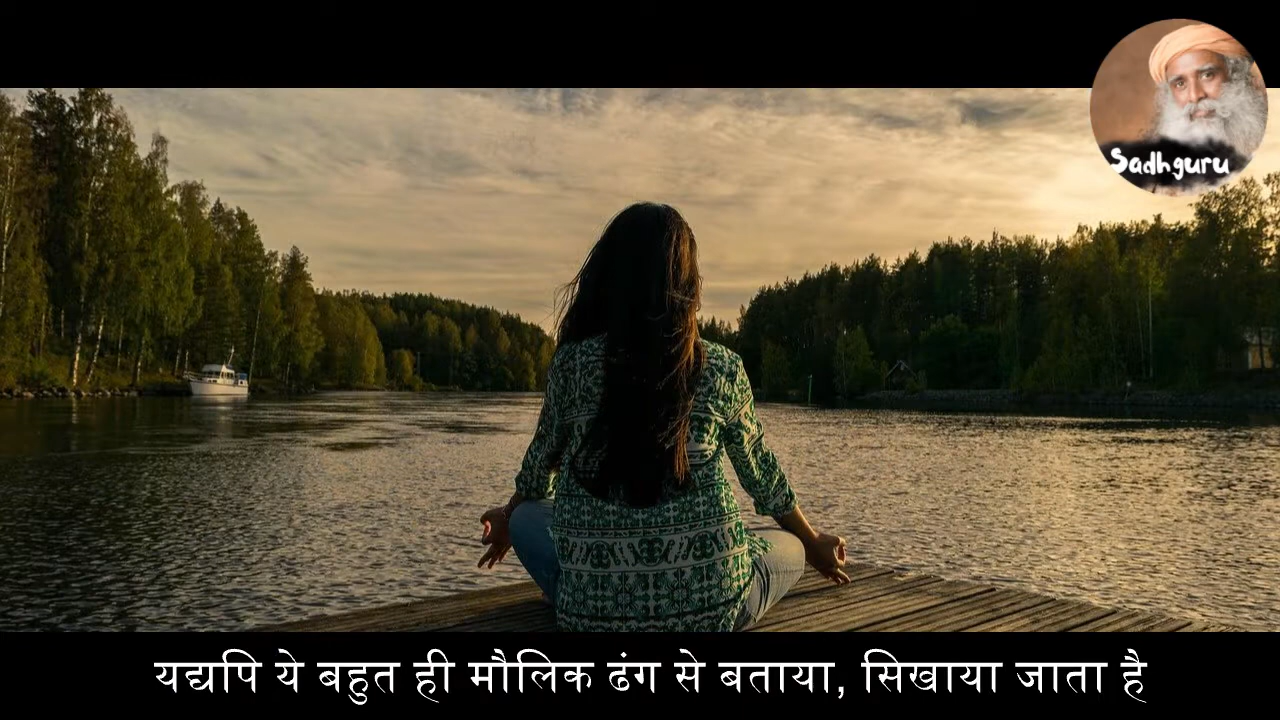 Sadhguru
यद्यपि ये बहुत ही मौलिक ढंग से बताया, सिखाया जाता है